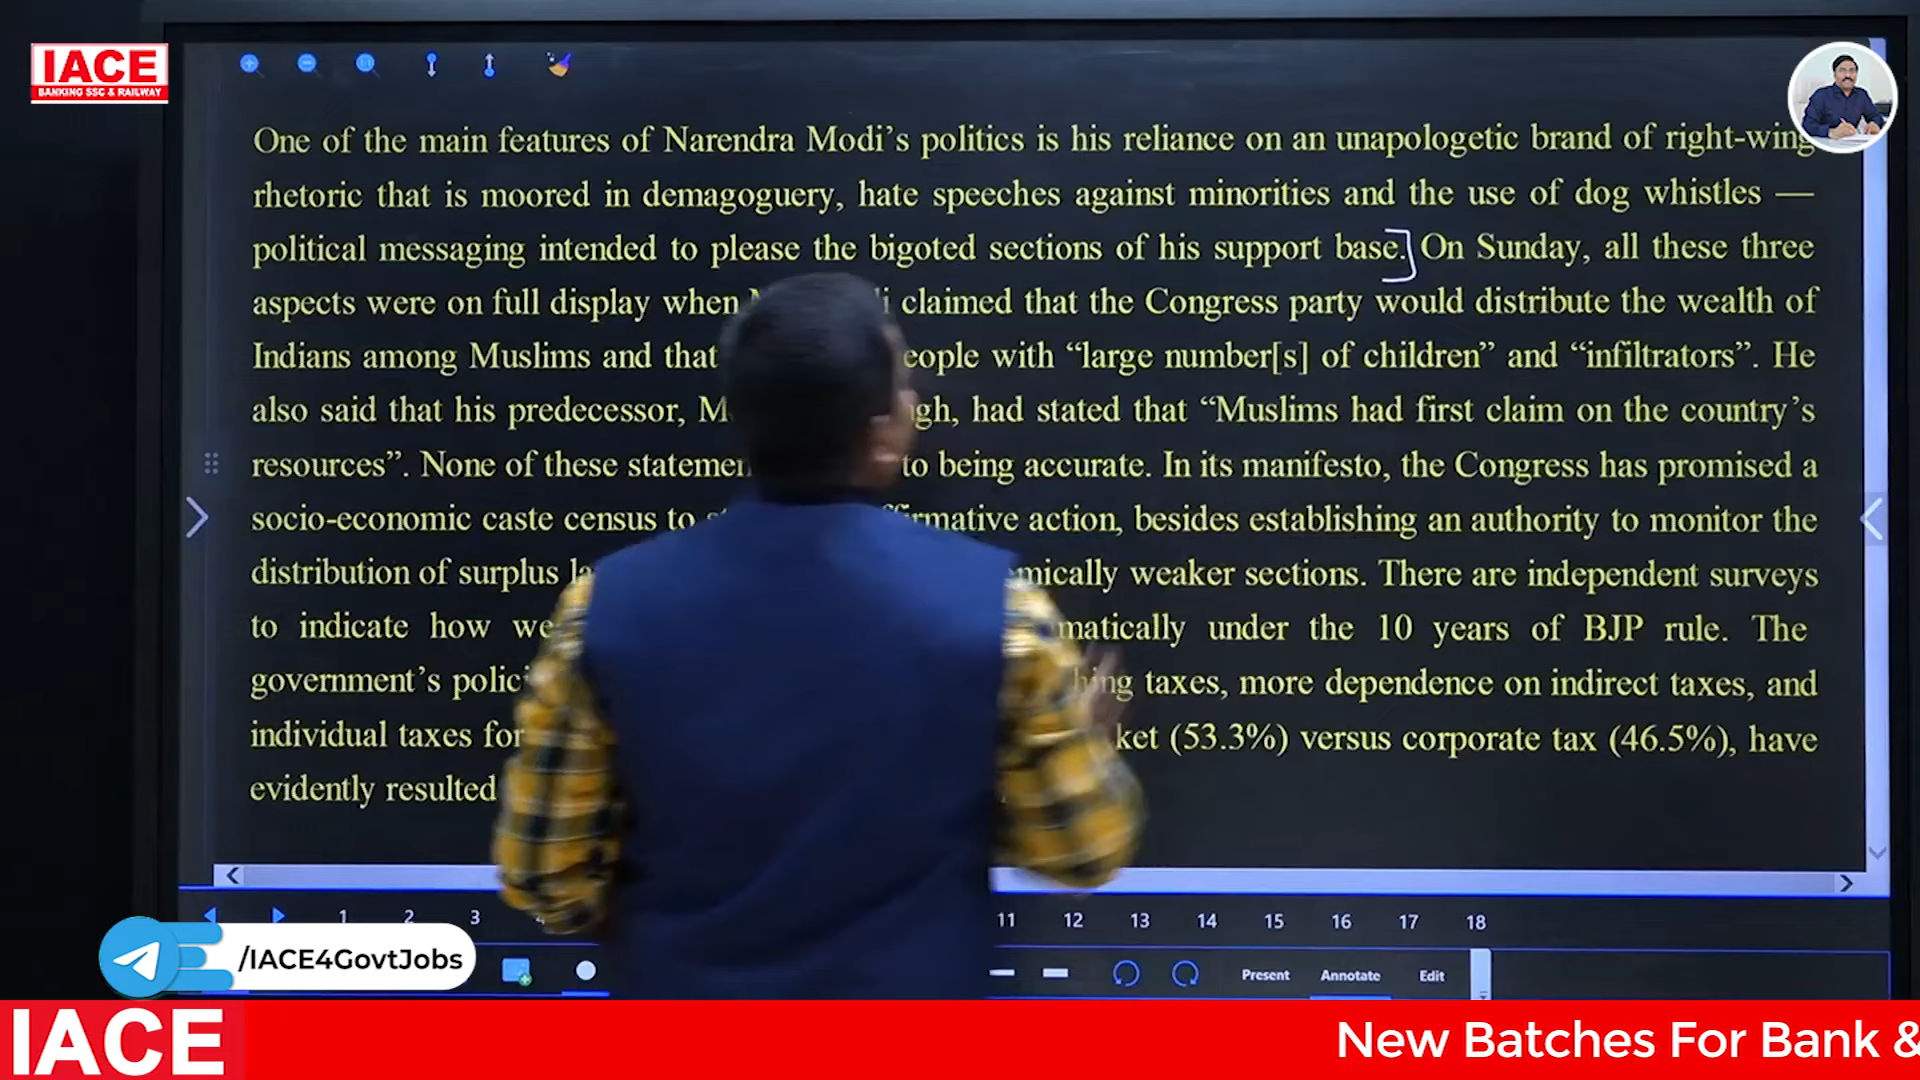 IACE
BANKING SSC & RAILWAY
One of the main features of Narendra Modi’s politics is his reliance on an unapologetic brand of right-wing
rhetoric that is moored in demagoguery, hate speeches against minorities and the use of dog whistles —
political messaging intended to please the bigoted sections of his support base. On Sunday, all these three
aspects were on full display when claimed that the Congress party would distribute the wealth of
Indians among Muslims and that with “large number[s] of children” and “infiltrators”. He
also said that his predecessor, had stated that “Muslims had first claim on the country’s
resources”. None of these to being accurate. In its manifesto, the Congress has promised a
socio-economic caste census to action, besides establishing an authority to monitor the
distribution of surplus weaker sections. There are independent surveys
to indicate how under the 10 years of BJP rule. The
government’s taxes, more dependence on indirect taxes, and
individual taxes for (53.3%) versus corporate tax (46.5%), have
evidently resulted
1 2 3 11 12 13 14 15 16 17 18
/IACE4GovtJobs
Present Annotate Edit
IACE
New Batches For Bank &